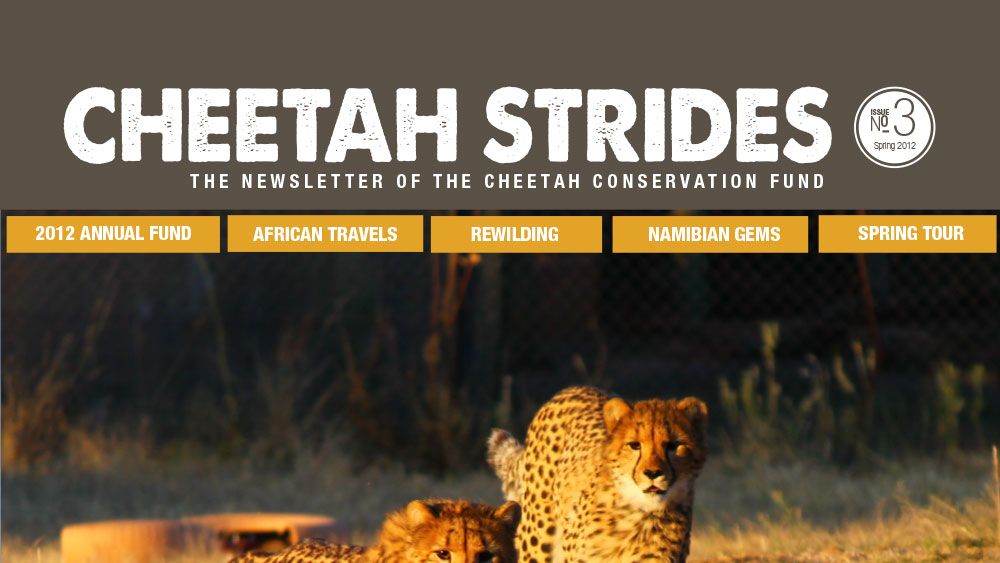 CHEETAH STRIDES
ISSUE
No 3
Spring 2012
THE NEWSLETTER OF THE CHEETAH CONSERVATION FUND
2012 ANNUAL FUND
AFRICAN TRAVELS
REWILDING
NAMIBIAN GEMS
SPRING TOUR